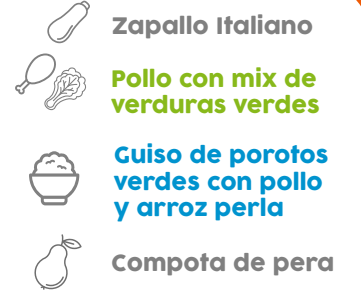 Zapallo Italiano
Pollo con mix de
verduras verdes
Guiso de porotos
verdes con pollo
y arroz perla
Compota de pera